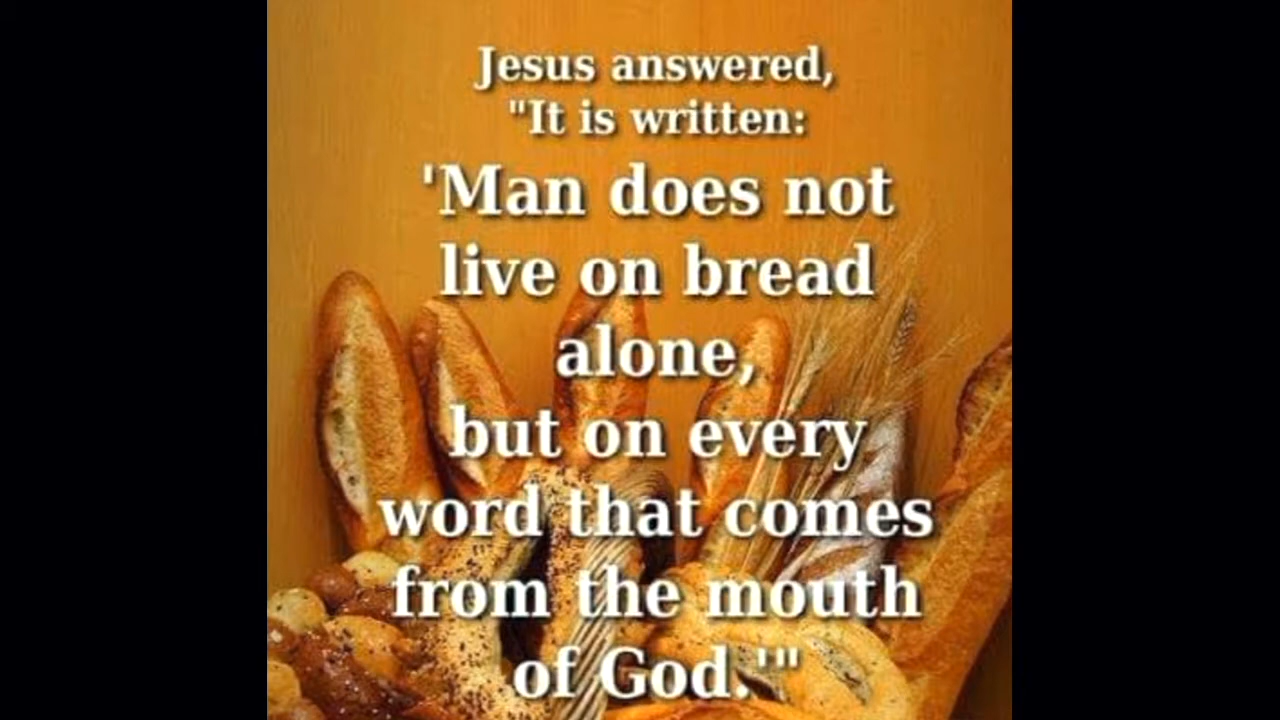 Jesus answered,
"It is written:
'Man does not
live on bread
alone,
but on every
word that comes
from the mouth
of God.'"